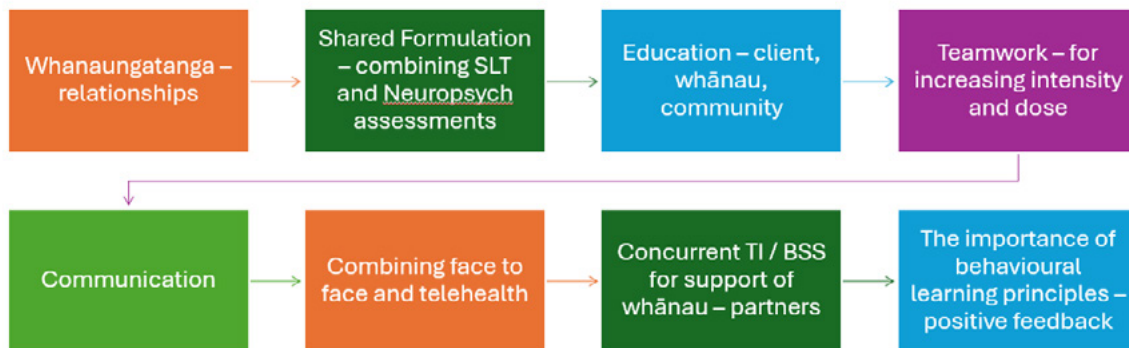 Whanaungatanga –
relationships
Shared Formulation
– combining SLT
and Neuropsych
assessments
Education – client,
whānau,
community
Teamwork – for
increasing intensity
and dose
Communication
Combining face to
face and telehealth
Concurrent TI / BSS
for support of
whānau – partners
The importance of
behavioural
learning principles –
positive feedback